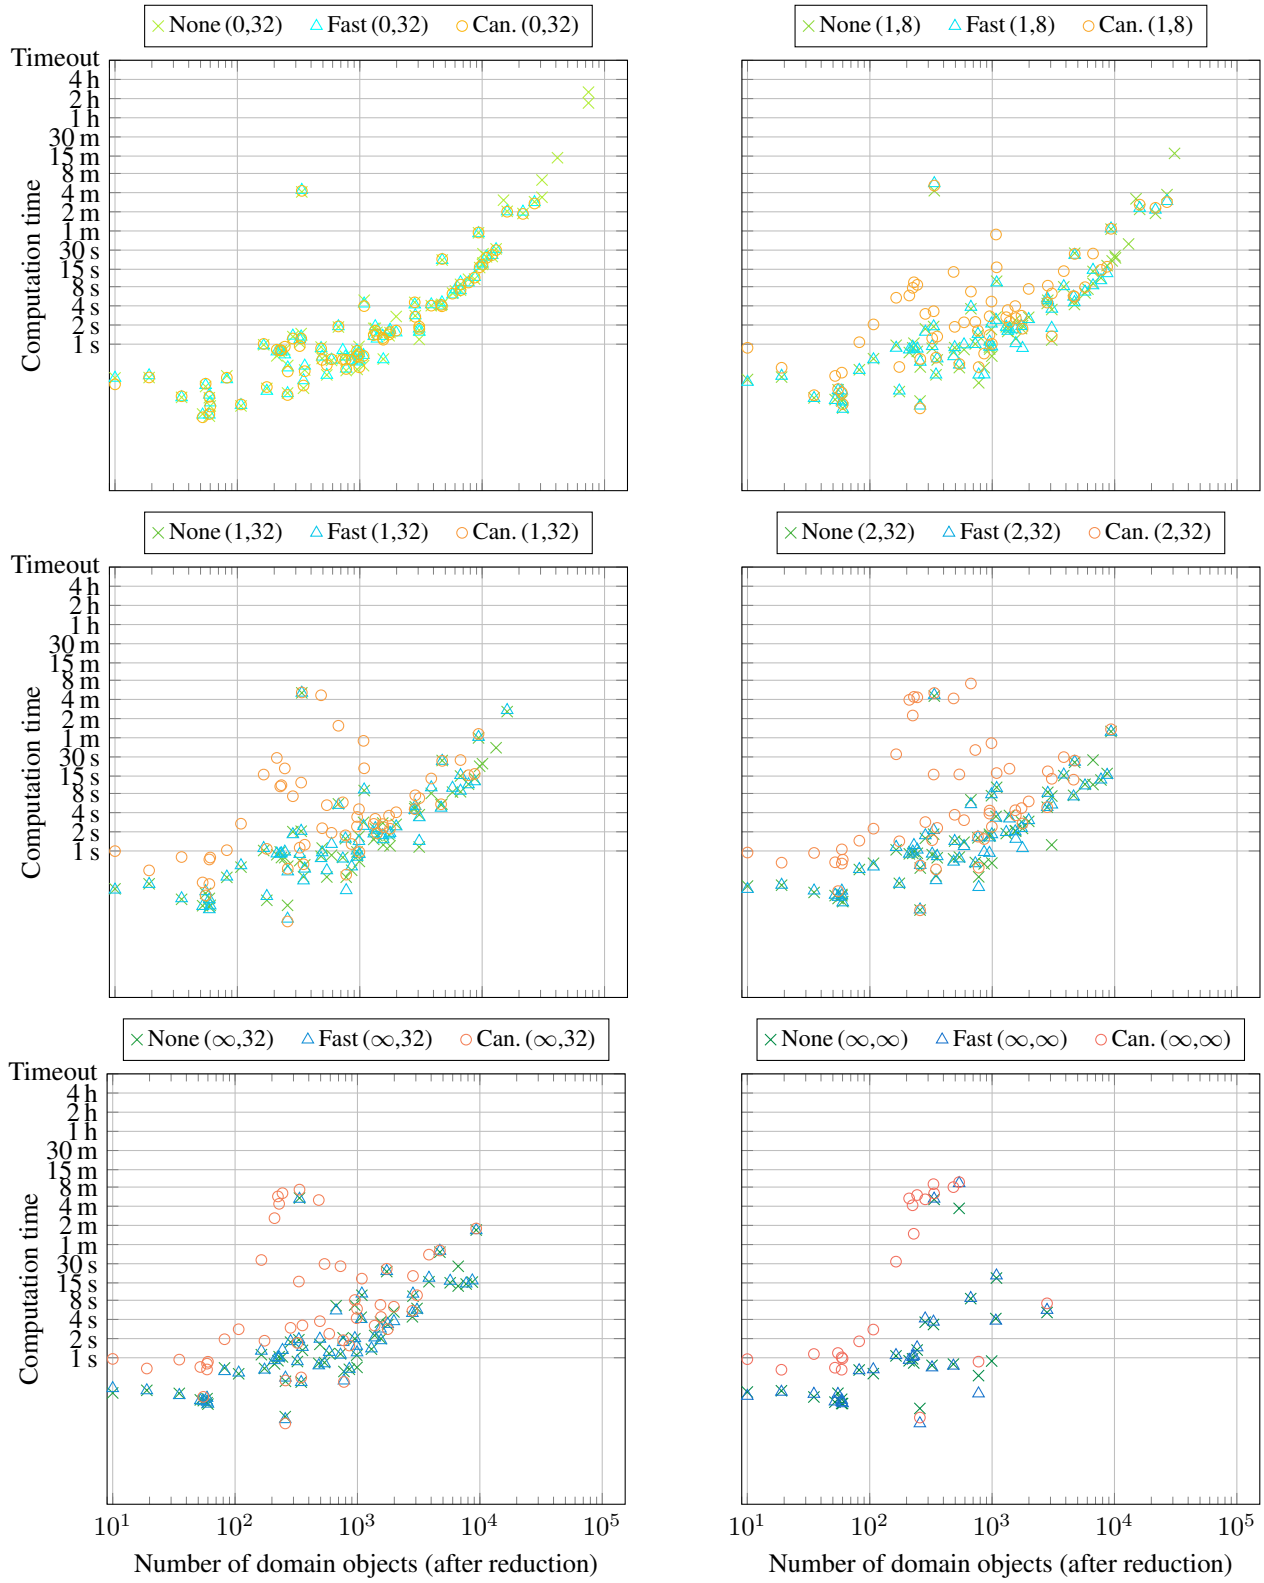 None (0,32) Fast (0,32) Can. (0,32)
None (1,8) Fast (1,8) Can. (1,8)
Timeout
4 h
2 h
1 h
30 m
15 m
8 m
4 m
2 m
1 m
30 s
15 s
8 s
4 s
2 s
1 s
Computation time
None (1,32) Fast (1,32) Can. (1,32)
None (2,32) Fast (2,32) Can. (2,32)
Timeout
4 h
2 h
1 h
30 m
15 m
8 m
4 m
2 m
1 m
30 s
15 s
8 s
4 s
2 s
1 s
Computation time
None (∞,32) Fast (∞,32) Can. (∞,32)
None (∞,∞) Fast (∞,∞) Can. (∞,∞)
Timeout
4 h
2 h
1 h
30 m
15 m
8 m
4 m
2 m
1 m
30 s
15 s
8 s
4 s
2 s
1 s
Computation time
10¹ 10² 10³ 10⁴ 10⁵
Number of domain objects (after reduction)
10¹ 10² 10³ 10⁴ 10⁵
Number of domain objects (after reduction)